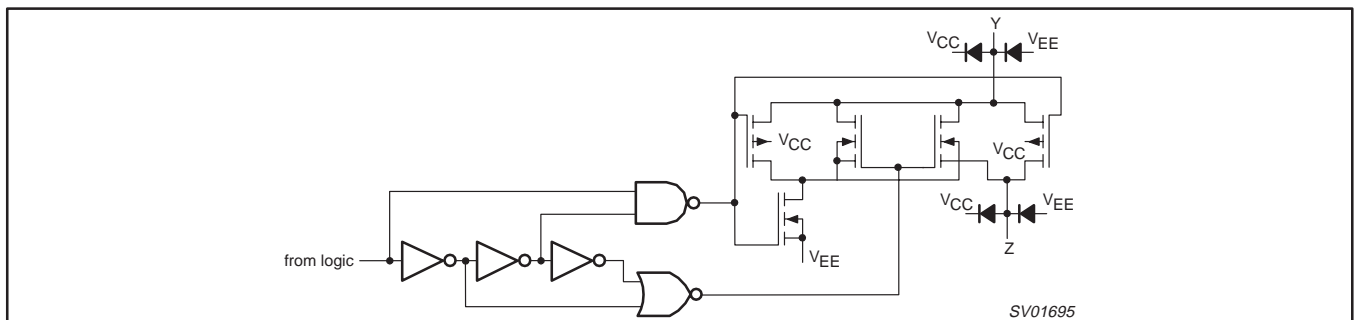 Y
VCC
VEE
VCC
VCC
VCC
VEE
VEE
from logic
Z
SV01695